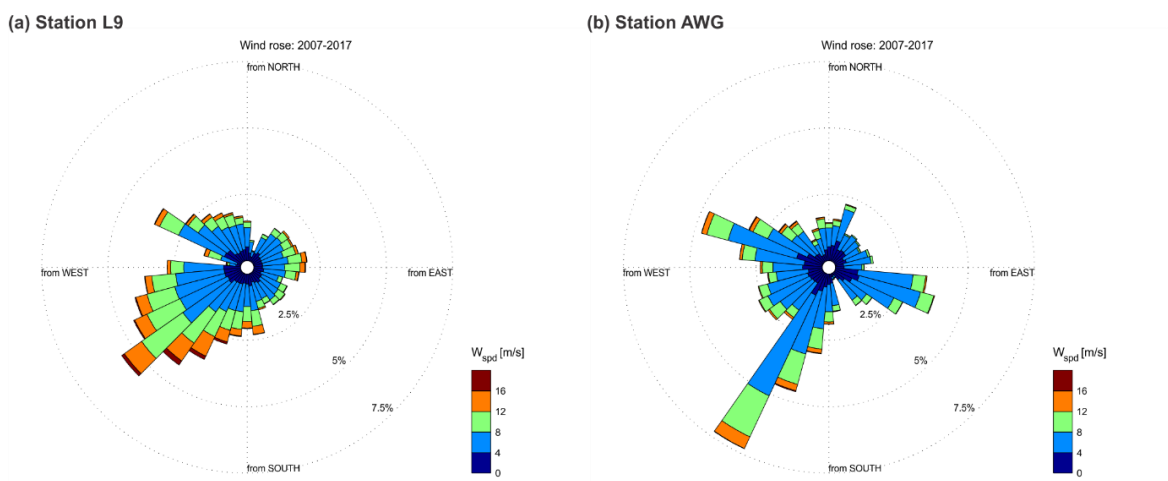 (a) Station L9
Wind rose: 2007-2017
from NORTH
from WEST
from EAST
2.5%
5%
7.5%
from SOUTH
W_spd [m/s]
16
12
8
4
0
(b) Station AWG
Wind rose: 2007-2017
from NORTH
from WEST
from EAST
2.5%
5%
7.5%
from SOUTH
W_spd [m/s]
16
12
8
4
0